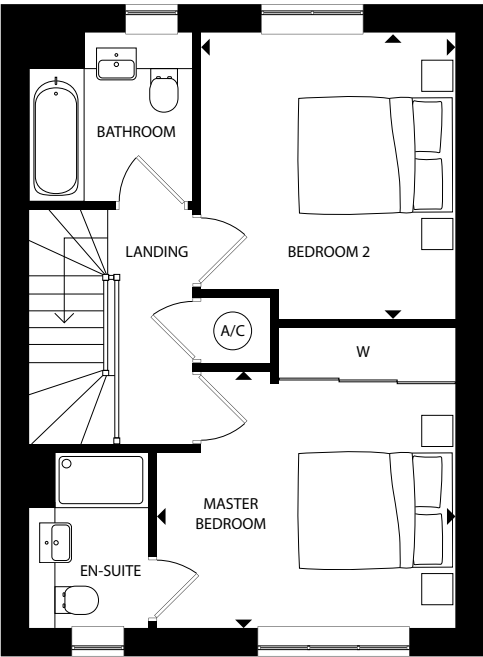 BATHROOM
LANDING
BEDROOM 2
A/C
W
MASTER
BEDROOM
EN-SUITE